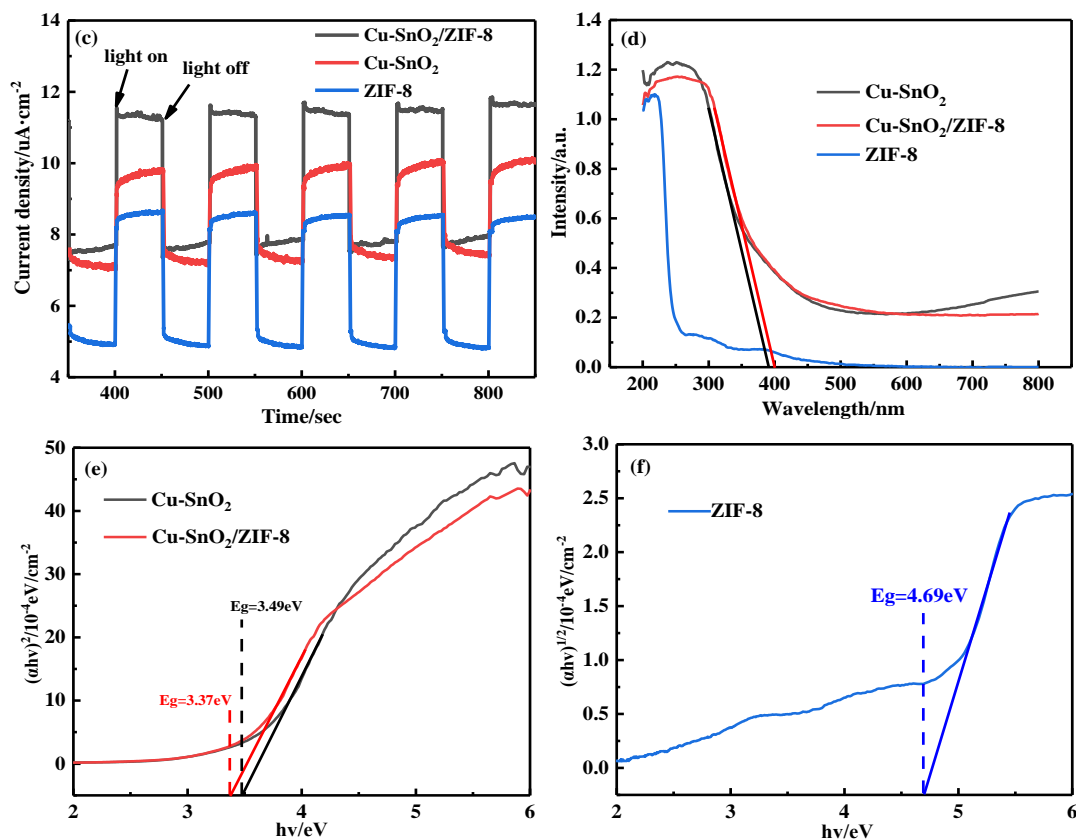 (c)
Cu-SnO₂/ZIF-8
Cu-SnO₂
ZIF-8
light on
light off
14
12
10
8
6
4
400
500
600
700
800
Current density/uA·cm⁻²
Time/sec
(d)
Cu-SnO₂
Cu-SnO₂/ZIF-8
ZIF-8
1.4
1.2
1.0
0.8
0.6
0.4
0.2
0.0
200
300
400
500
600
700
800
Intensity/a.u.
Wavelength/nm
(e)
Cu-SnO₂
Cu-SnO₂/ZIF-8
Eg=3.49eV
Eg=3.37eV
50
40
30
20
10
0
2
3
4
5
6
(αhv)²/10⁻⁴eV/cm⁻²
hv/eV
(f)
ZIF-8
Eg=4.69eV
3.0
2.5
2.0
1.5
1.0
0.5
0.0
2
3
4
5
6
(αhv)¹/²/10⁻⁴eV/cm⁻²
hv/eV